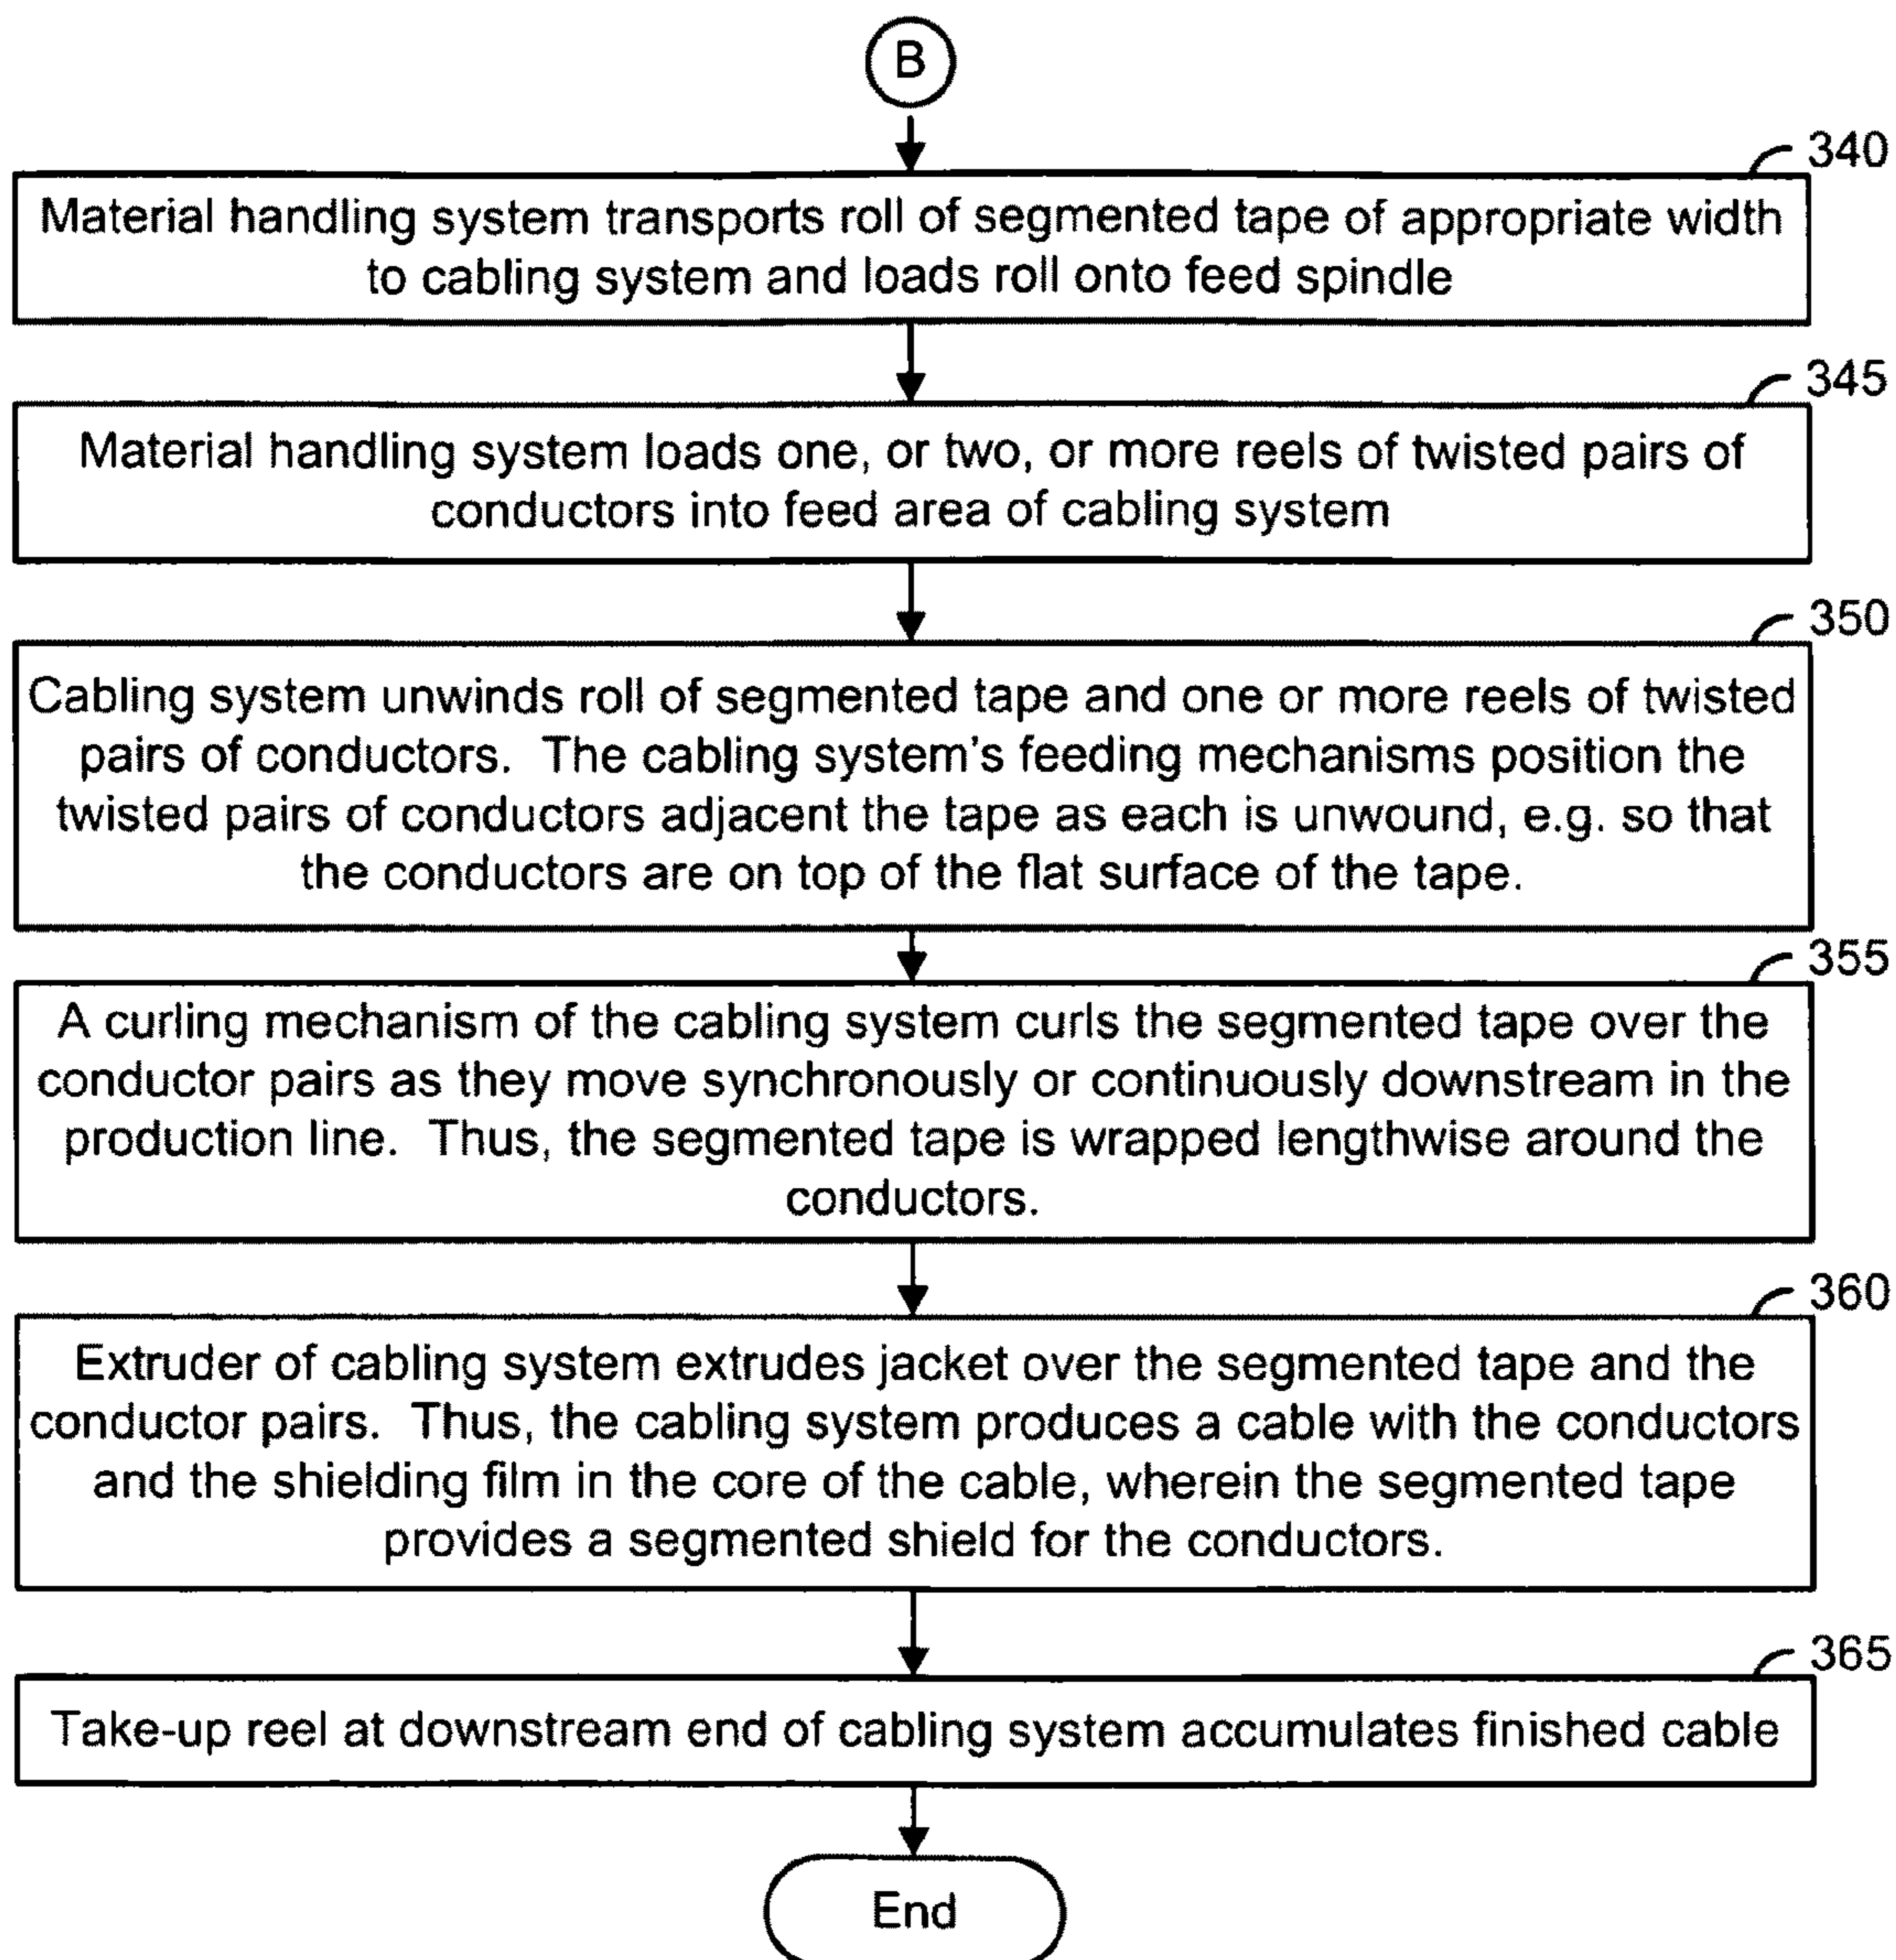 B
340
Material handling system transports roll of segmented tape of appropriate width
to cabling system and loads roll onto feed spindle
345
Material handling system loads one, or two, or more reels of twisted pairs of
conductors into feed area of cabling system
350
Cabling system unwinds roll of segmented tape and one or more reels of twisted
pairs of conductors.  The cabling system's feeding mechanisms position the
twisted pairs of conductors adjacent the tape as each is unwound, e.g. so that
the conductors are on top of the flat surface of the tape.
355
A curling mechanism of the cabling system curls the segmented tape over the
conductor pairs as they move synchronously or continuously downstream in the
production line.  Thus, the segmented tape is wrapped lengthwise around the
conductors.
360
Extruder of cabling system extrudes jacket over the segmented tape and the
conductor pairs.  Thus, the cabling system produces a cable with the conductors
and the shielding film in the core of the cable, wherein the segmented tape
provides a segmented shield for the conductors.
365
Take-up reel at downstream end of cabling system accumulates finished cable
End